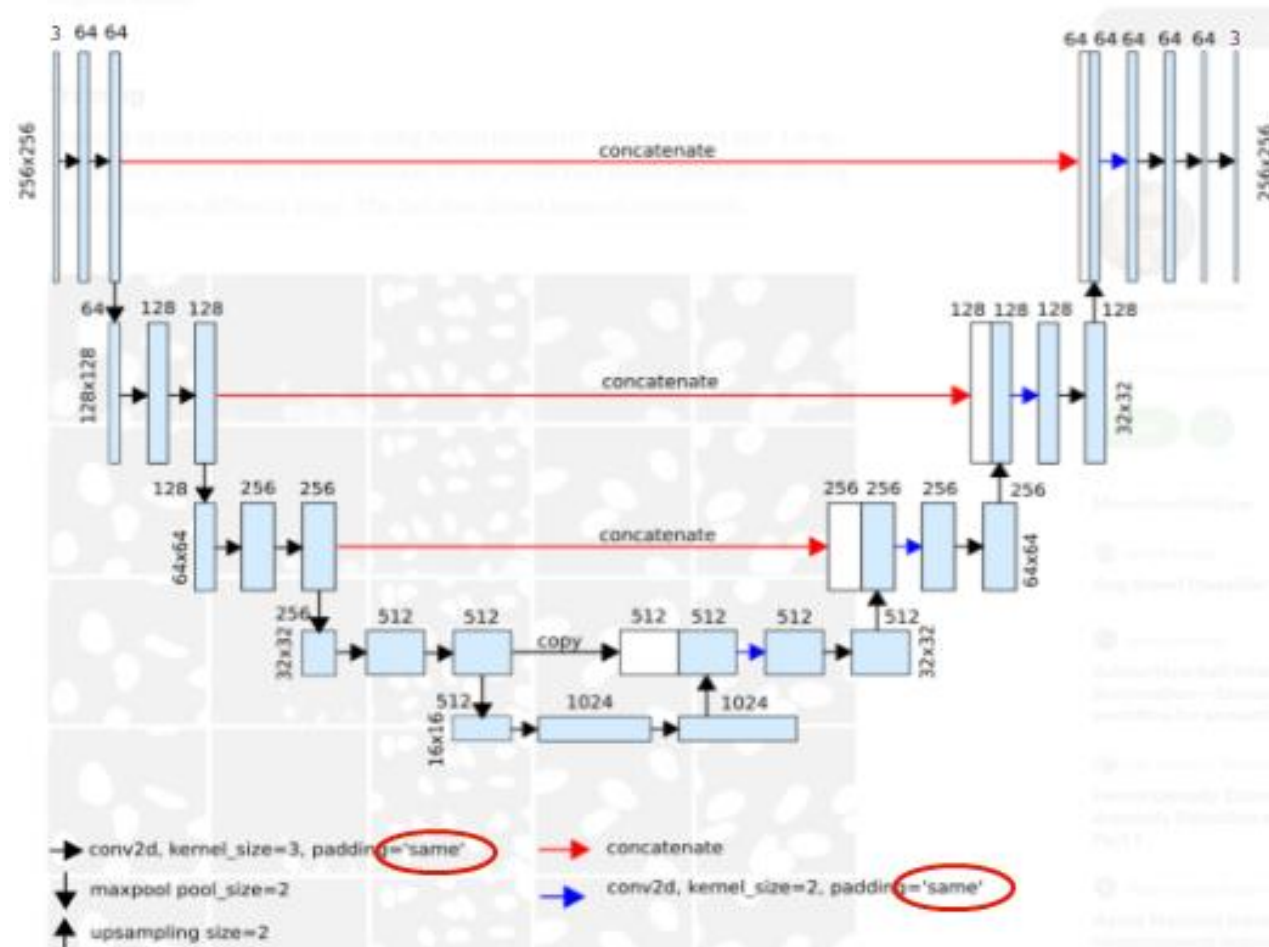 3 64 64
64 64 64 64 64 3
256x256
concatenate
256x256
64 128 128
128 128 128 128
128x128
concatenate
32x32
128 256 256
256 256 256 256
64x64
concatenate
64x64
256 512 512
512 512 512 512
32x32
copy
32x32
512 1024 1024
16x16
conv2d, kernel_size=3, padding='same'
concatenate
maxpool pool_size=2
conv2d, kernel_size=2, padding='same'
upsampling size=2